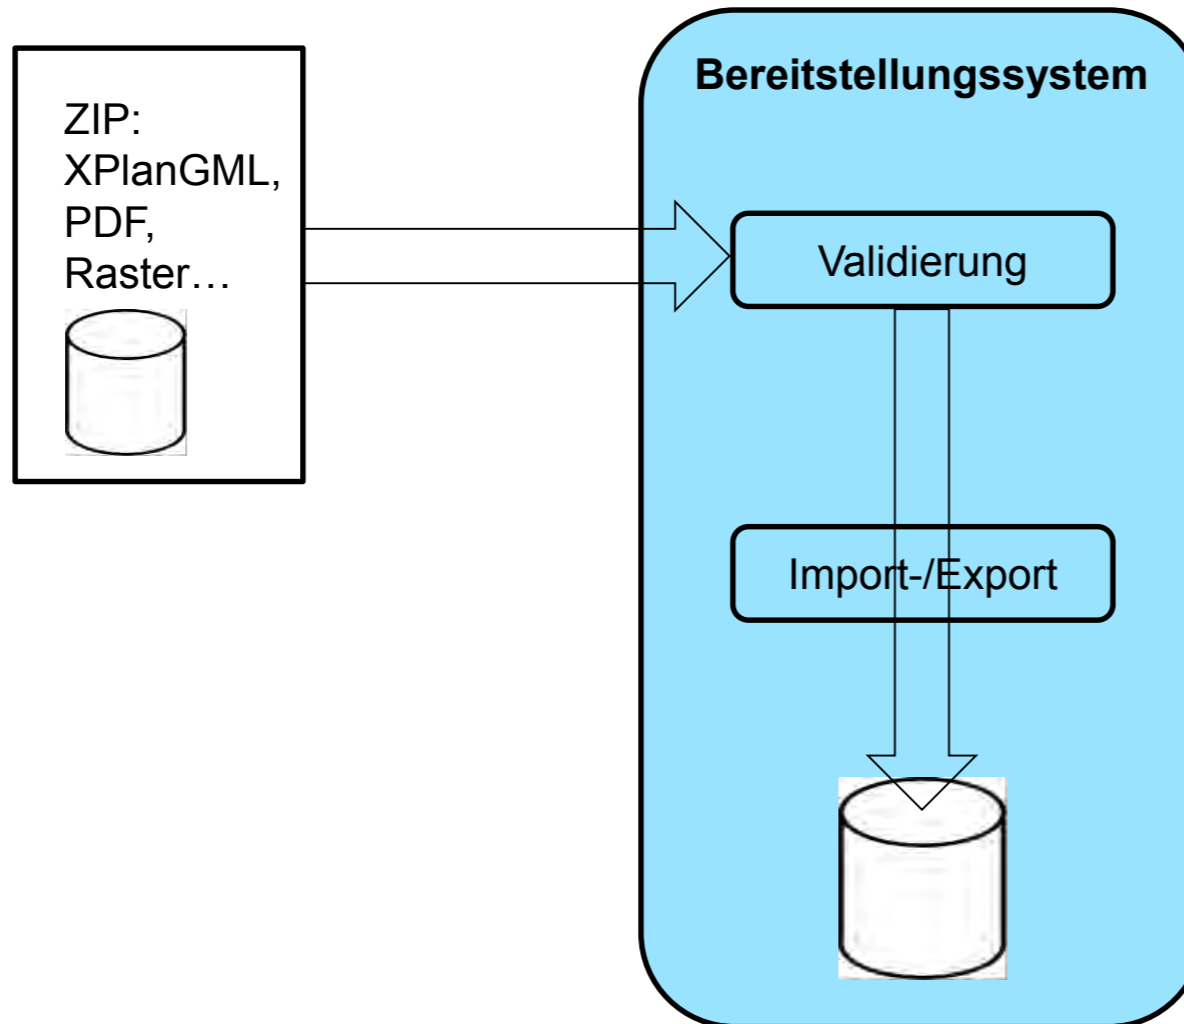 ZIP:
XPlanGML,
PDF,
Raster…
Bereitstellungssystem
Validierung
Import-/Export